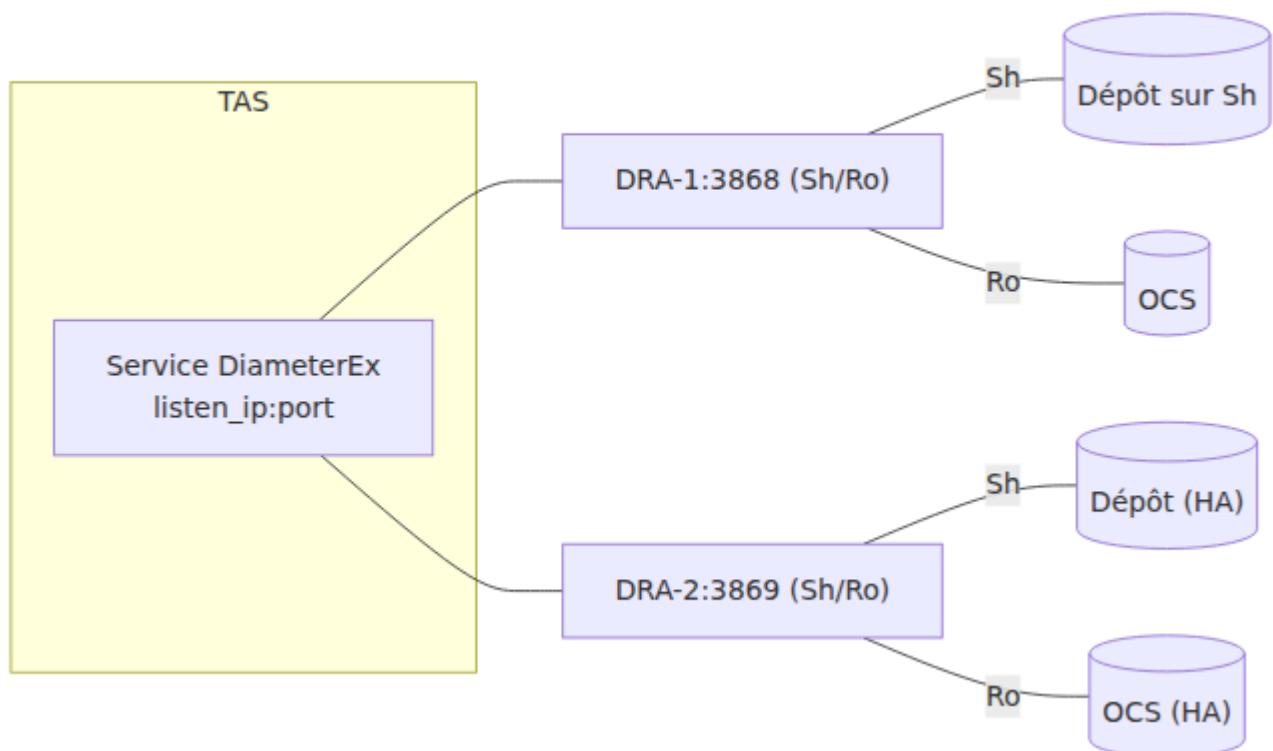 TAS
Service DiameterEx
listen_ip:port
DRA-1:3868 (Sh/Ro)
Sh
Dépôt sur Sh
Ro
OCS
DRA-2:3869 (Sh/Ro)
Sh
Dépôt (HA)
Ro
OCS (HA)